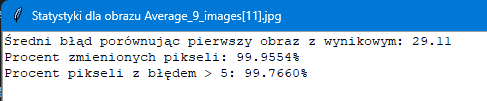 Statystyki dla obrazu Average_9_images[11].jpg
Średni błąd porównując pierwszy obraz z wynikowym: 29.11
Procent zmienionych pikseli: 99.9554%
Procent pikseli z błędem > 5: 99.7660%